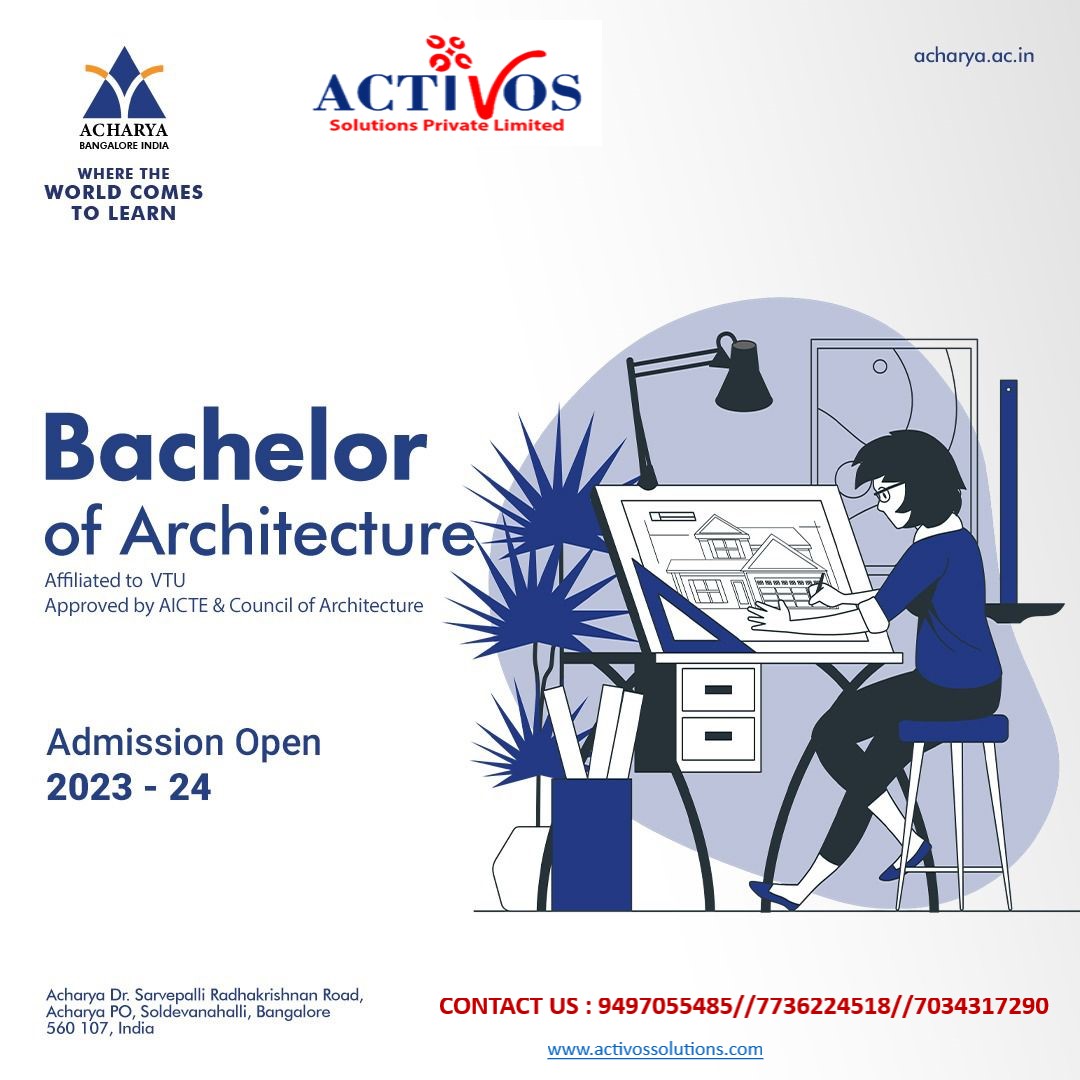 ACHARYA
BANGALORE INDIA
WHERE THE
WORLD COMES
TO LEARN
ACTIVOS
Solutions Private Limited
acharya.ac.in
Bachelor
of Architecture
Affiliated to VTU
Approved by AICTE & Council of Architecture
Admission Open
2023 - 24
Acharya Dr. Sarvepalli Radhakrishnan Road,
Acharya PO, Soldevanahalli, Bangalore
560 107, India
CONTACT US : 9497055485//7736224518//7034317290
www.activossolutions.com